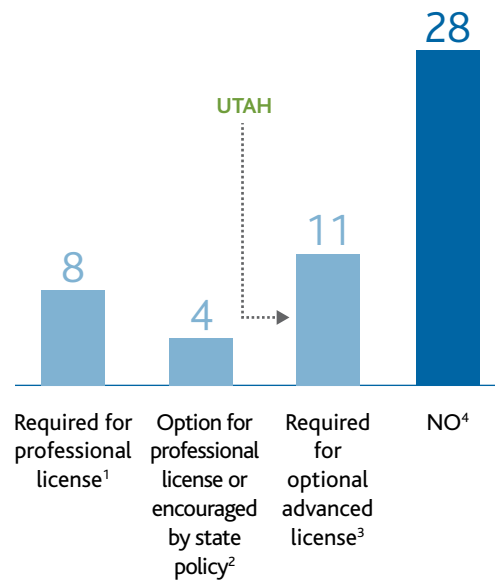 28
UTAH
11
8
4
Required for
professional
license¹
Option for
professional
license or
encouraged
by state
policy²
Required
for
optional
advanced
license³
NO⁴